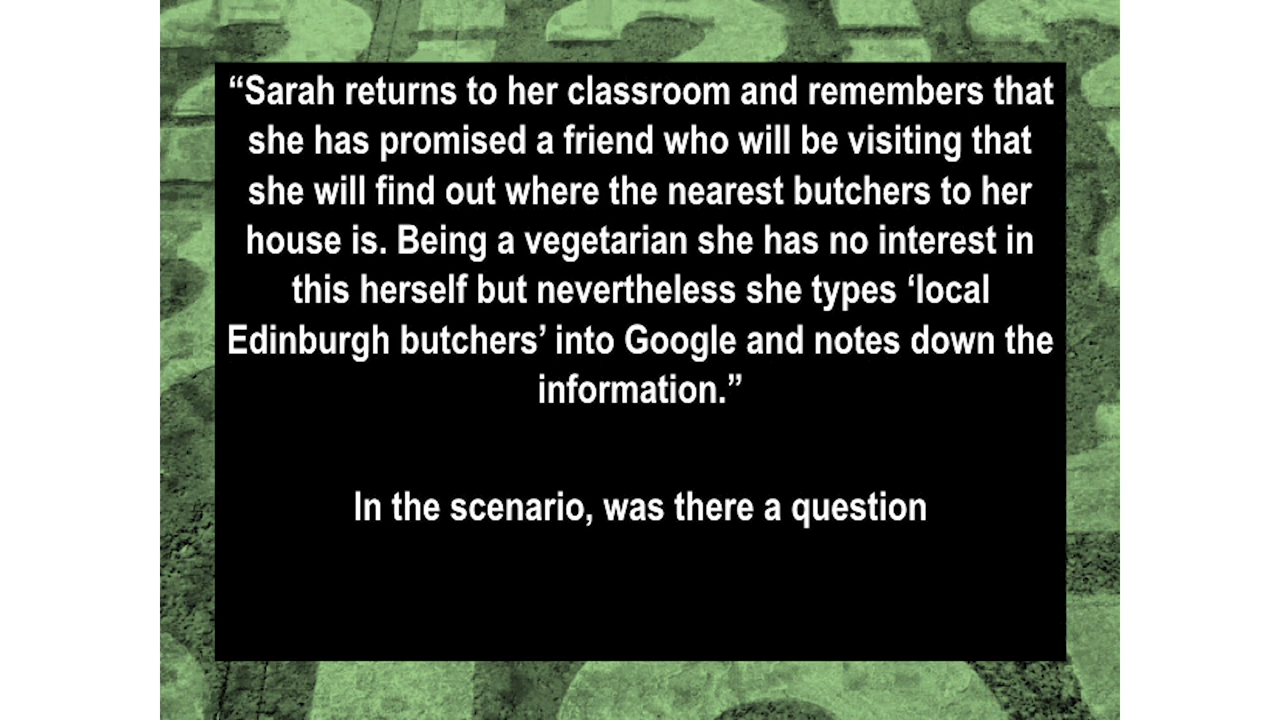 “Sarah returns to her classroom and remembers that
she has promised a friend who will be visiting that
she will find out where the nearest butchers to her
house is. Being a vegetarian she has no interest in
this herself but nevertheless she types ‘local
Edinburgh butchers’ into Google and notes down the
information.”
In the scenario, was there a question